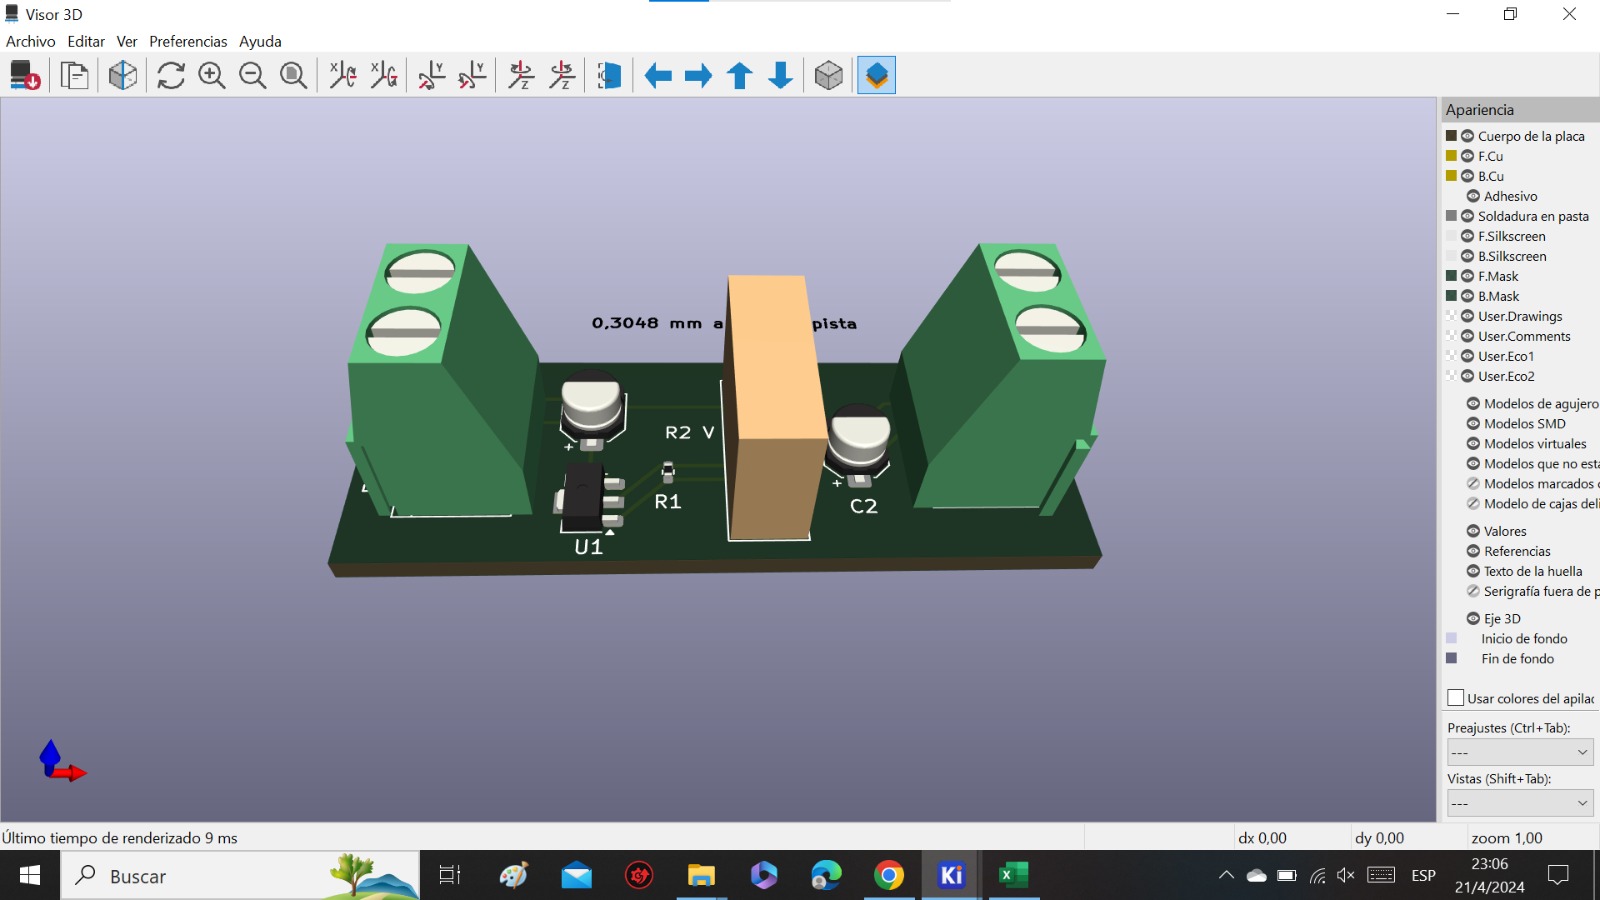 Visor 3D
Archivo Editar Ver Preferencias Ayuda
Apariencia
Cuerpo de la placa
F.Cu
B.Cu
Adhesivo
Soldadura en pasta
F.Silkscreen
B.Silkscreen
F.Mask
B.Mask
User.Drawings
User.Comments
User.Eco1
User.Eco2
Modelos de agujero
Modelos SMD
Modelos virtuales
Modelos que no está
Modelos marcados
Modelo de cajas deli
Valores
Referencias
Texto de la huella
Serigrafía fuera de p
Eje 3D
Inicio de fondo
Fin de fondo
Usar colores del apilac
Preajustes (Ctrl+Tab):
---
Vistas (Shift+Tab):
---
0,3048 mm a pista
R2 V
+
R1
U1
+
C2
Último tiempo de renderizado 9 ms
dx 0,00
dy 0,00
zoom 1,00
Buscar
Ki
ESP
23:06
21/4/2024